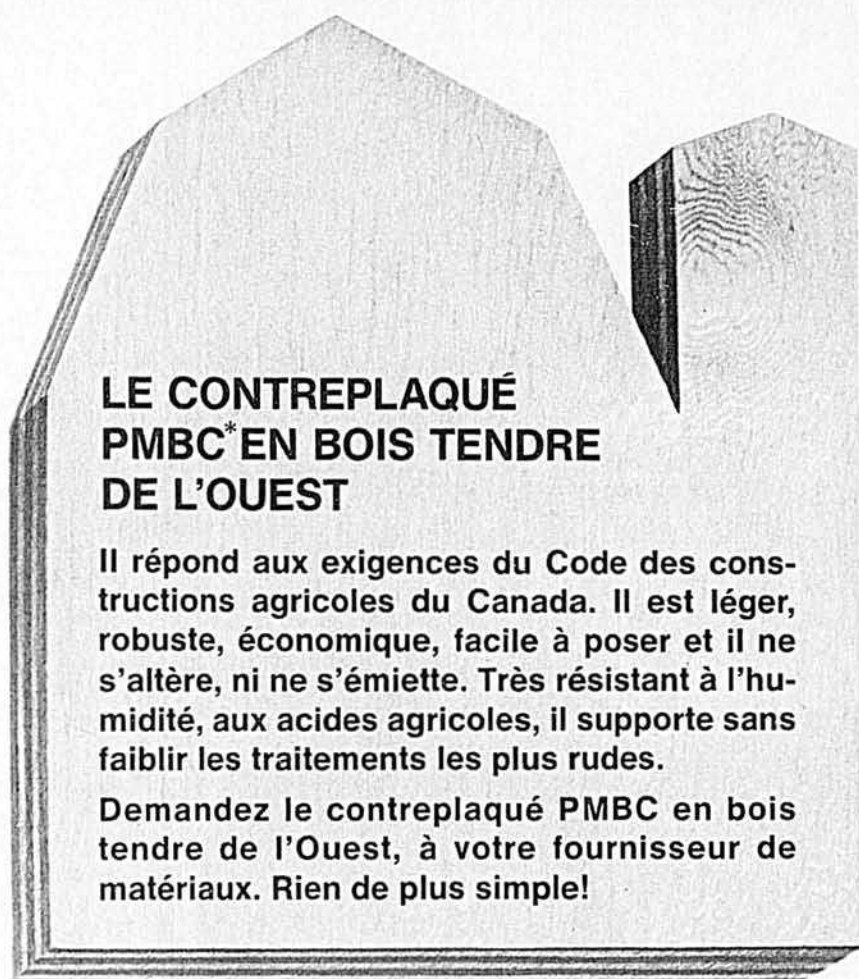 LE CONTREPLAQUÉ
PMBC* EN BOIS TENDRE
DE L'OUEST
Il répond aux exigences du Code des cons-
tructions agricoles du Canada. Il est léger,
robuste, économique, facile à poser et il ne
s'altère, ni ne s'émiette. Très résistant à l'hu-
midité, aux acides agricoles, il supporte sans
faiblir les traitements les plus rudes.
Demandez le contreplaqué PMBC en bois
tendre de l'Ouest, à votre fournisseur de
matériaux. Rien de plus simple!